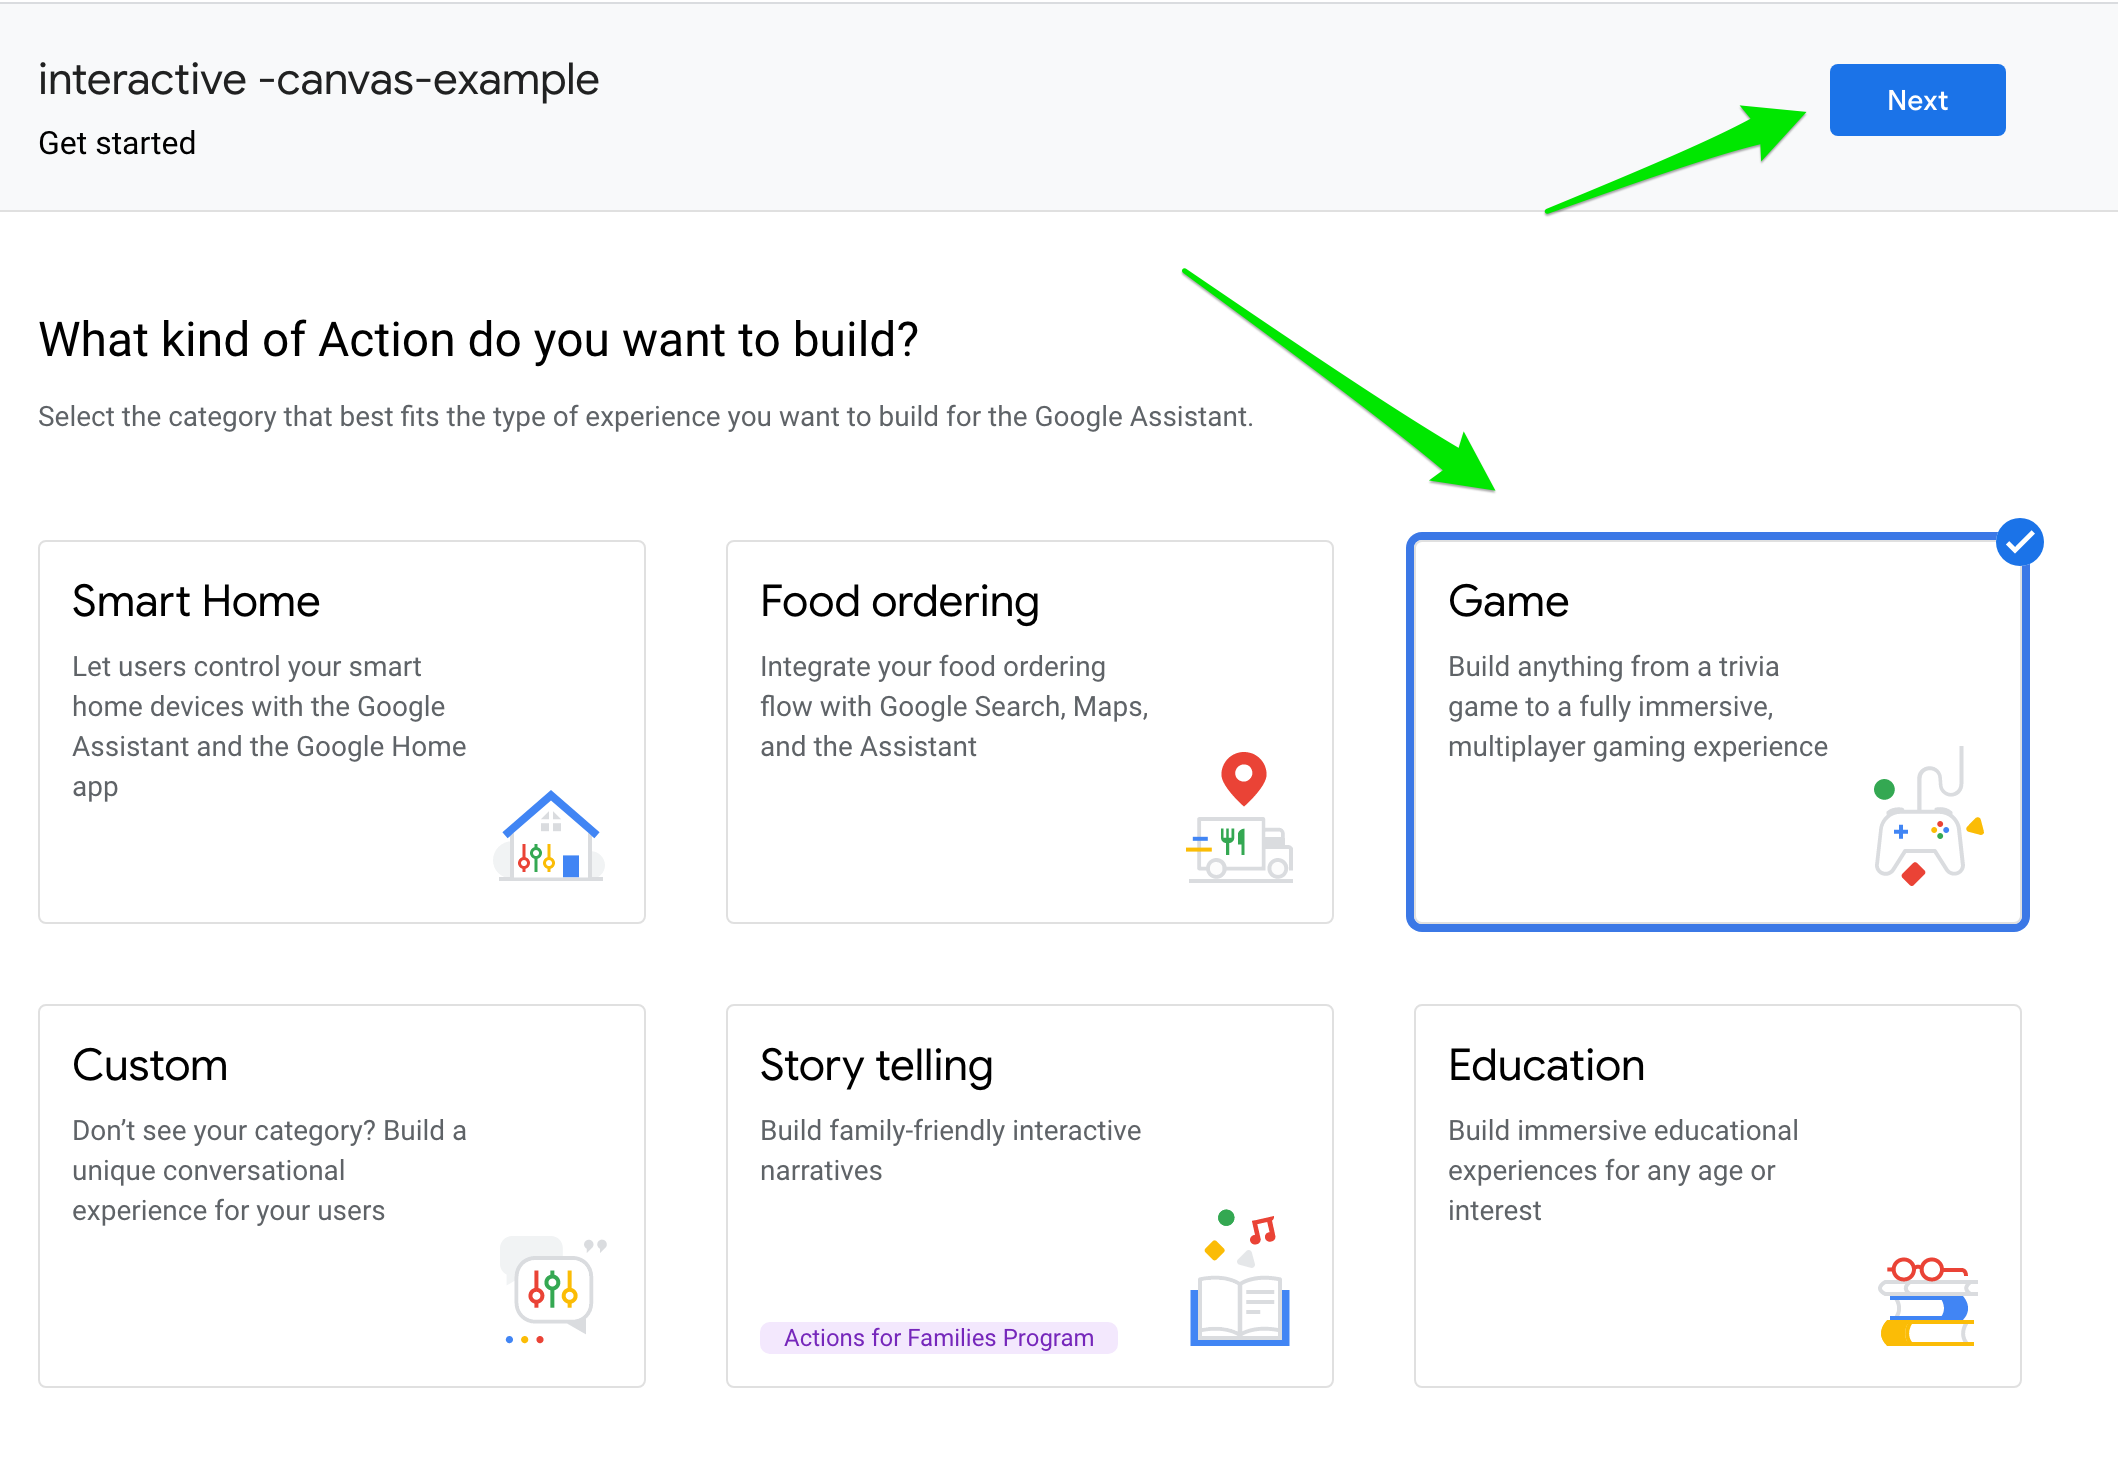 interactive -canvas-example
Next
Get started
What kind of Action do you want to build?
Select the category that best fits the type of experience you want to build for the Google Assistant.
Smart Home
Let users control your smart
home devices with the Google
Assistant and the Google Home
app
Food ordering
Integrate your food ordering
flow with Google Search, Maps,
and the Assistant
Game
Build anything from a trivia
game to a fully immersive,
multiplayer gaming experience
Custom
Don’t see your category? Build a
unique conversational
experience for your users
Story telling
Build family-friendly interactive
narratives
Actions for Families Program
Education
Build immersive educational
experiences for any age or
interest